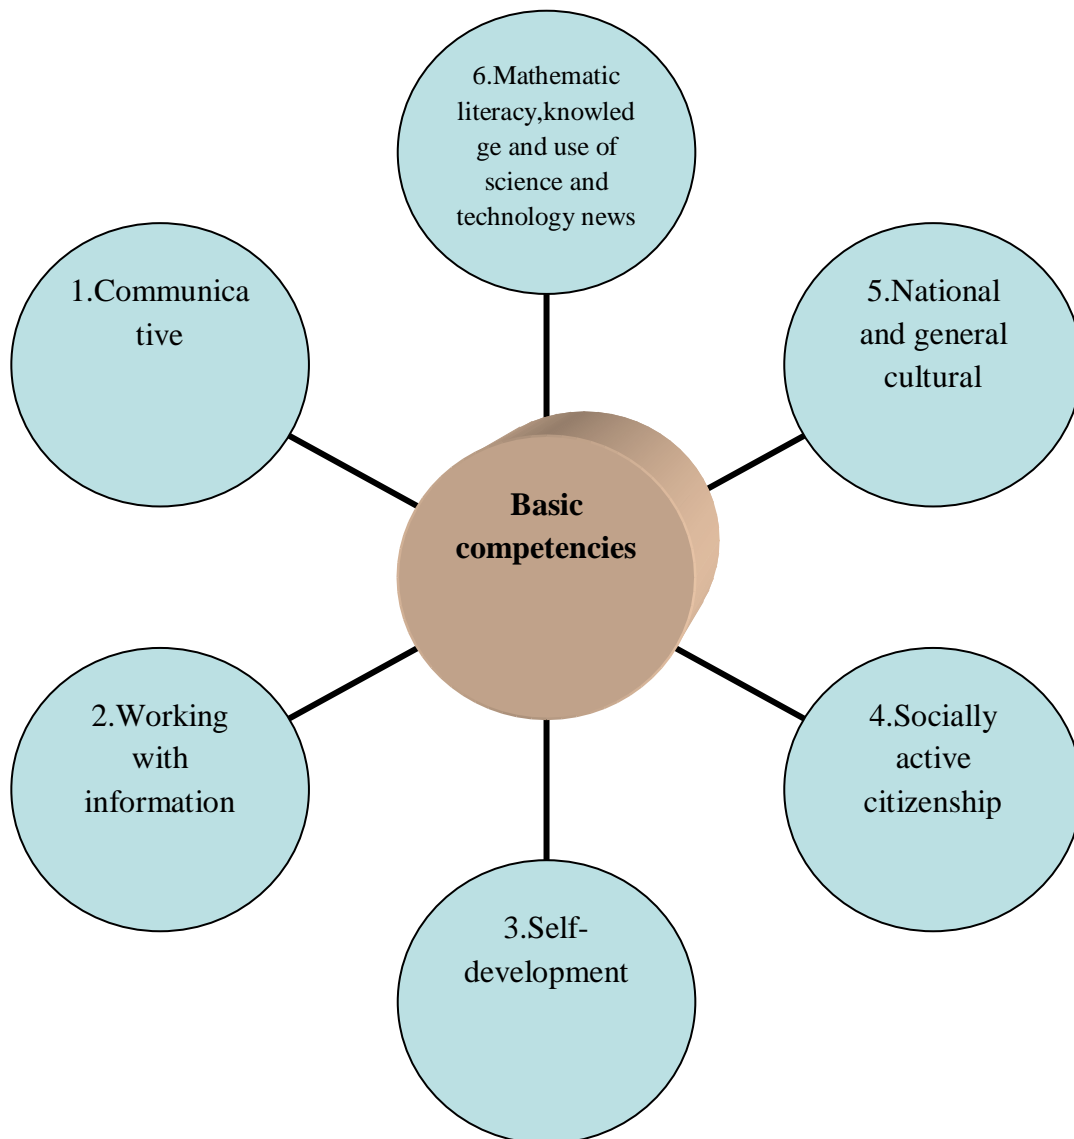 6.Mathematic
literacy,knowled
ge and use of
science and
technology news
1.Communica
tive
5.National
and general
cultural
Basic
competencies
2.Working
with
information
4.Socially
active
citizenship
3.Self-
development